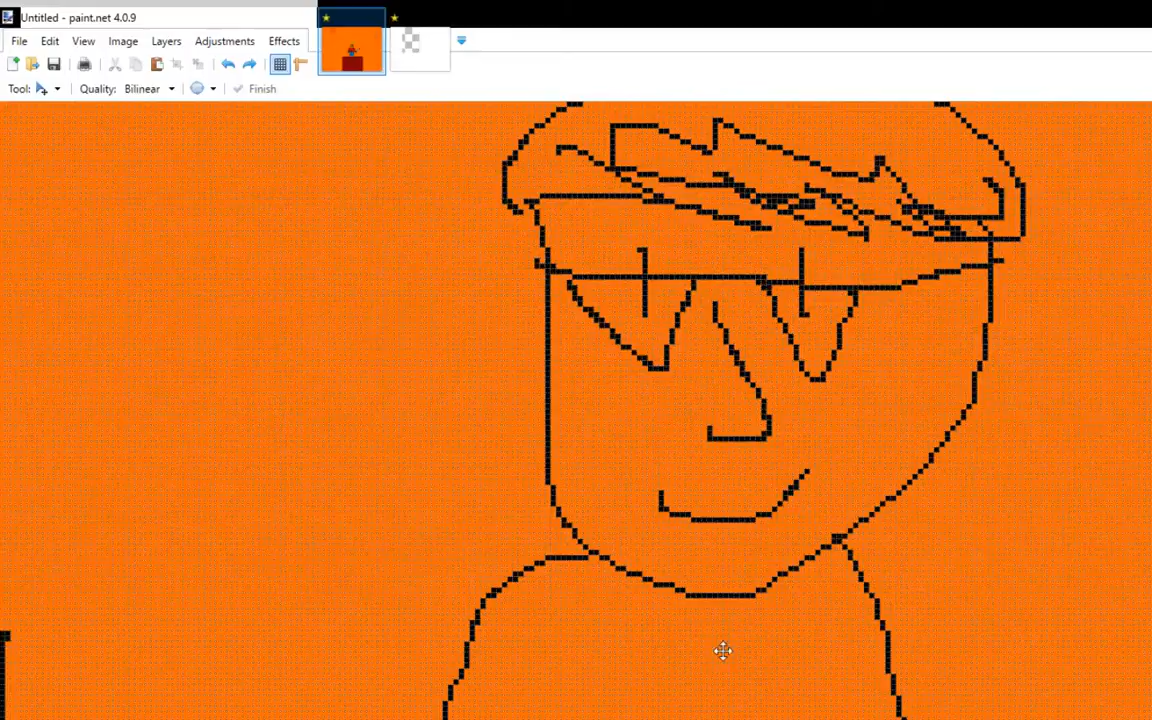 Untitled - paint.net 4.0.9
File Edit View Image Layers Adjustments Effects
Tool: Quality: Bilinear Finish